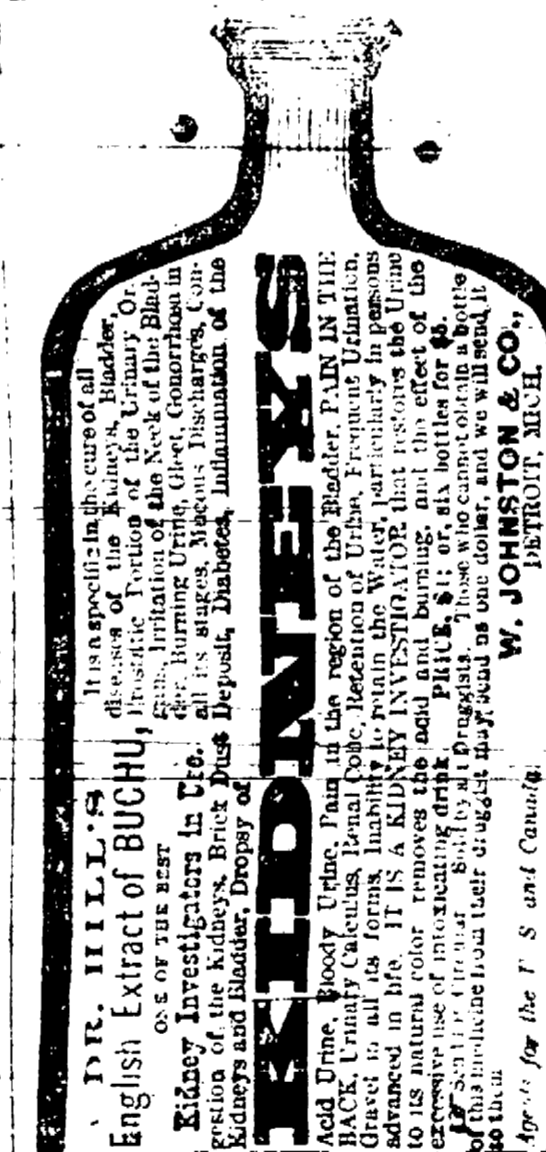 DR. HILL'S
English Extract of BUCHU,
ONE OF THE BEST
Kidney Investigators in Use.
It is a specific in the cure of all
diseases of the Kidneys, Bladder,
Prostatic Portion of the Urinary Or-
gans, Irritation of the Neck of the Blad-
der, Burning Urine, Gleet, Gonorrhœa in
all its stages, Mucous Discharges, Con-
gestion of the Kidneys, Brick Dust Deposit, Diabetes, Inflammation of the
Kidneys and Bladder, Dropsy of
KIDNEYS
Acid Urine, Bloody Urine, Pain in the region of the Bladder, PAIN IN THE
BACK, Urinary Calculus, Renal Colic, Retention of Urine, Frequent Urination,
Gravel in all its forms, Inability to retain the Water, particularly in persons
advanced in life. IT IS A KIDNEY INVESTIGATOR that restores the Urine
to its natural color removes the acid and burning, and the effect of the
excessive use of intoxicating drink. PRICE, $1; or, six bottles for $5.
Send for Circular. Sold by all Druggists. Those who cannot obtain a bottle
of this medicine from their druggist may send us one dollar, and we will send it
to them
W. JOHNSTON & CO.,
Agents for the U S and Canada. DETROIT, MICH.